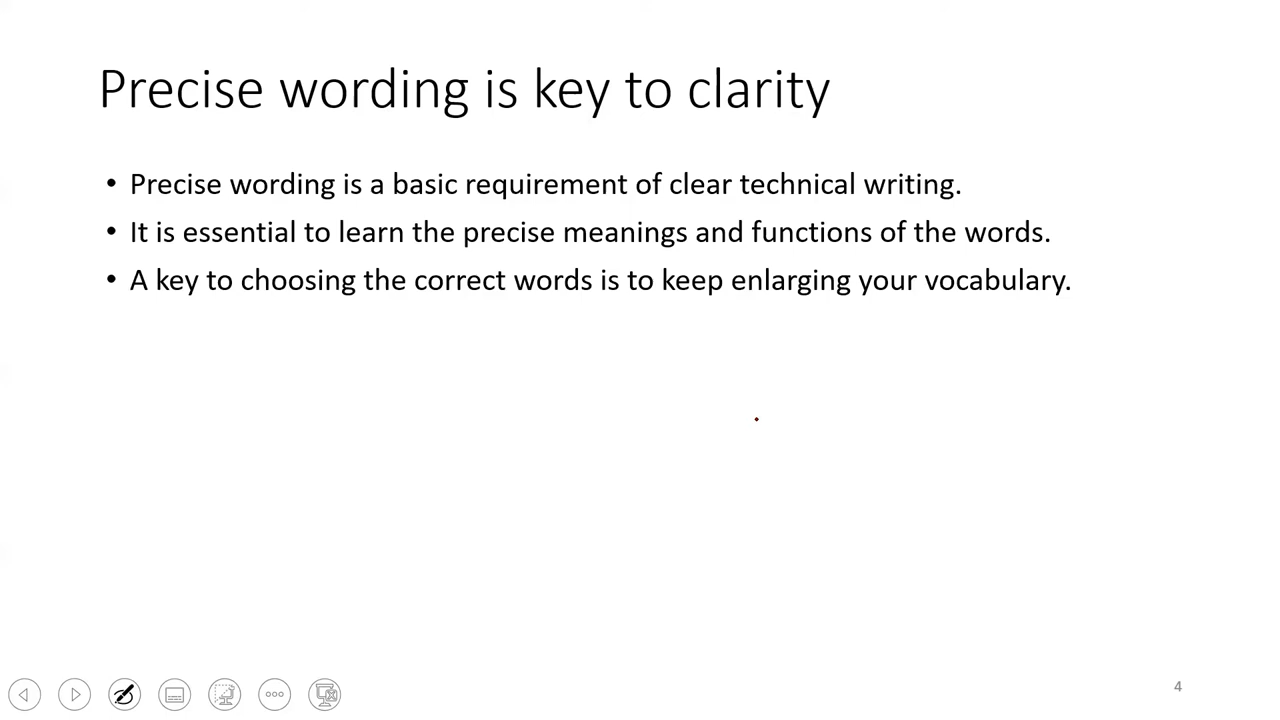 Precise wording is key to clarity
• Precise wording is a basic requirement of clear technical writing.
• It is essential to learn the precise meanings and functions of the words.
• A key to choosing the correct words is to keep enlarging your vocabulary.
4